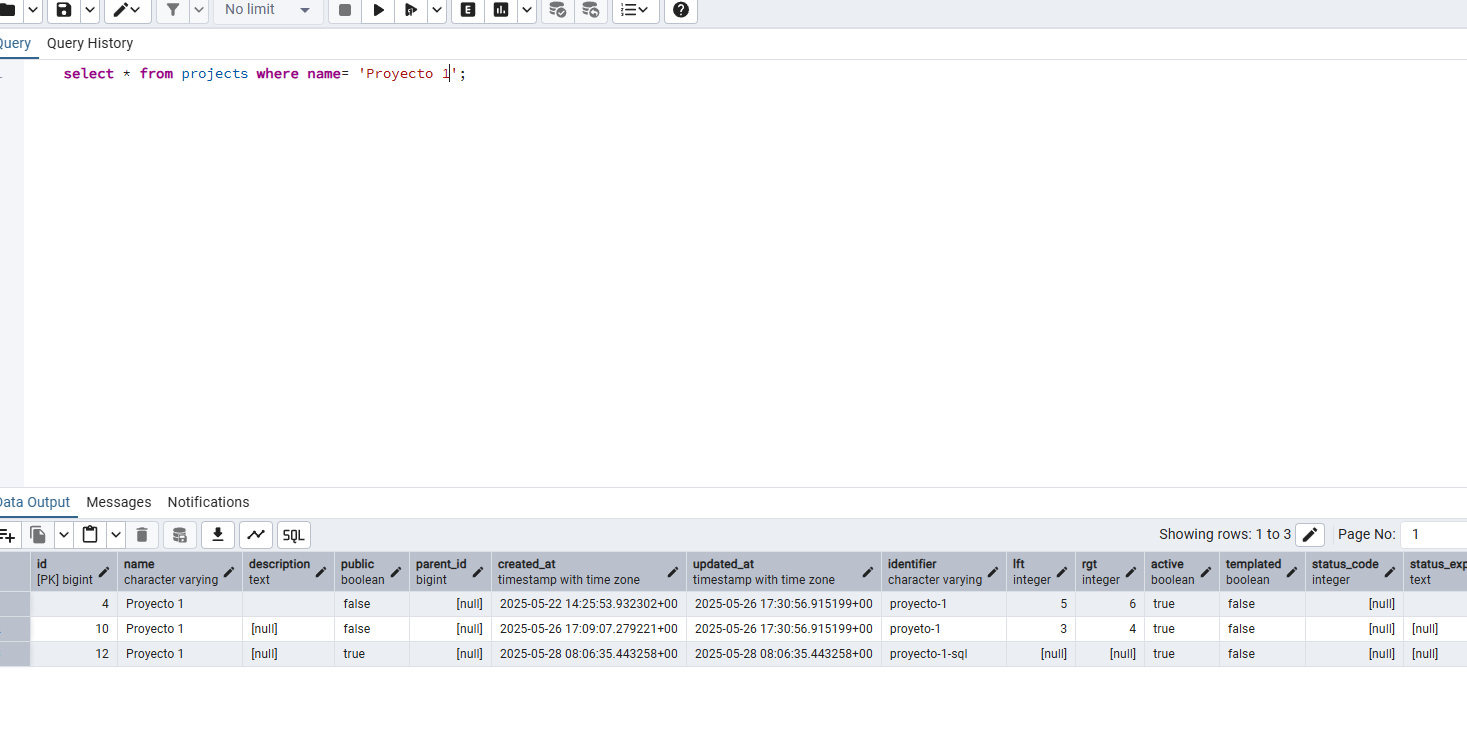 No limit
Query Query History
select * from projects where name= 'Proyecto 1';
Data Output Messages Notifications
SQL Showing rows: 1 to 3 Page No: 1
id name description public parent_id created_at updated_at identifier lft rgt active templated status_code status_exp
[PK] bigint character varying text boolean bigint timestamp with time zone timestamp with time zone character varying integer integer boolean boolean integer text
4 Proyecto 1 false [null] 2025-05-22 14:25:53.932302+00 2025-05-26 17:30:56.915199+00 proyecto-1 5 6 true false [null]
10 Proyecto 1 [null] false [null] 2025-05-26 17:09:07.279221+00 2025-05-26 17:30:56.915199+00 proyeto-1 3 4 true false [null] [null]
12 Proyecto 1 [null] true [null] 2025-05-28 08:06:35.443258+00 2025-05-28 08:06:35.443258+00 proyecto-1-sql [null] [null] true false [null] [null]